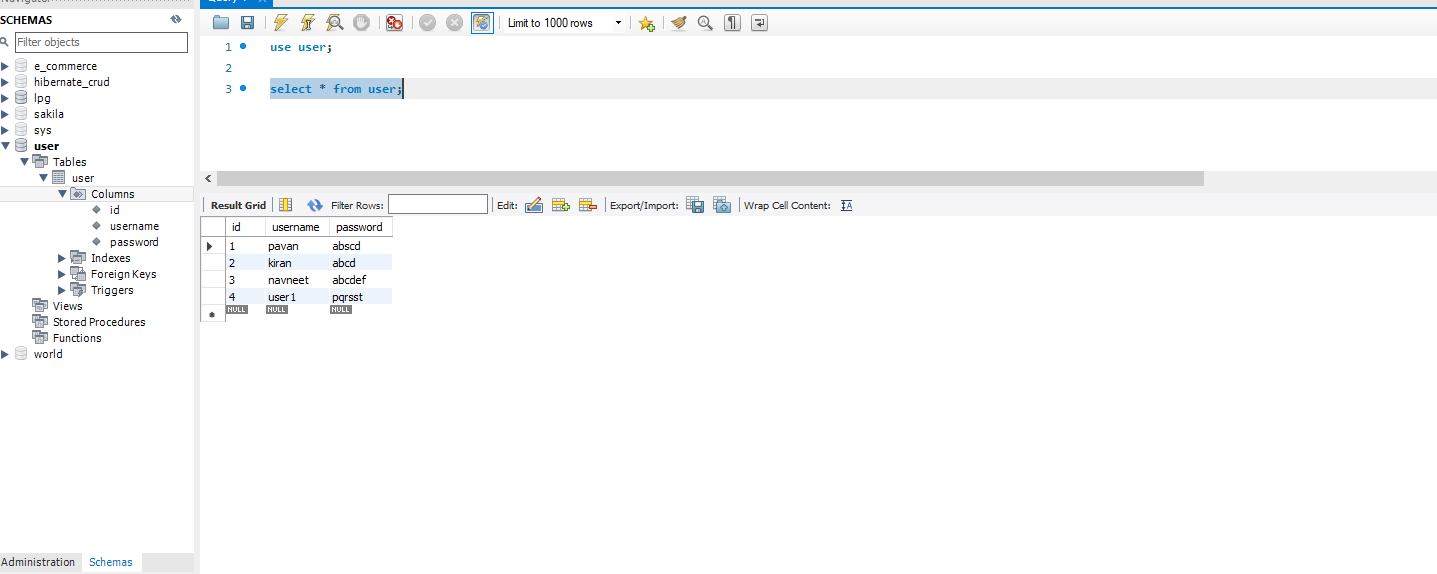 SCHEMAS
Filter objects
e_commerce
hibernate_crud
lpg
sakila
sys
user
Tables
user
Columns
id
username
password
Indexes
Foreign Keys
Triggers
Views
Stored Procedures
Functions
world
Administration Schemas
Limit to 1000 rows
1 use user;
2
3 select * from user;
Result Grid Filter Rows: Edit: Export/Import: Wrap Cell Content:
id username password
1 pavan abscd
2 kiran abcd
3 navneet abcdef
4 user1 pqrsst
NULL NULL NULL